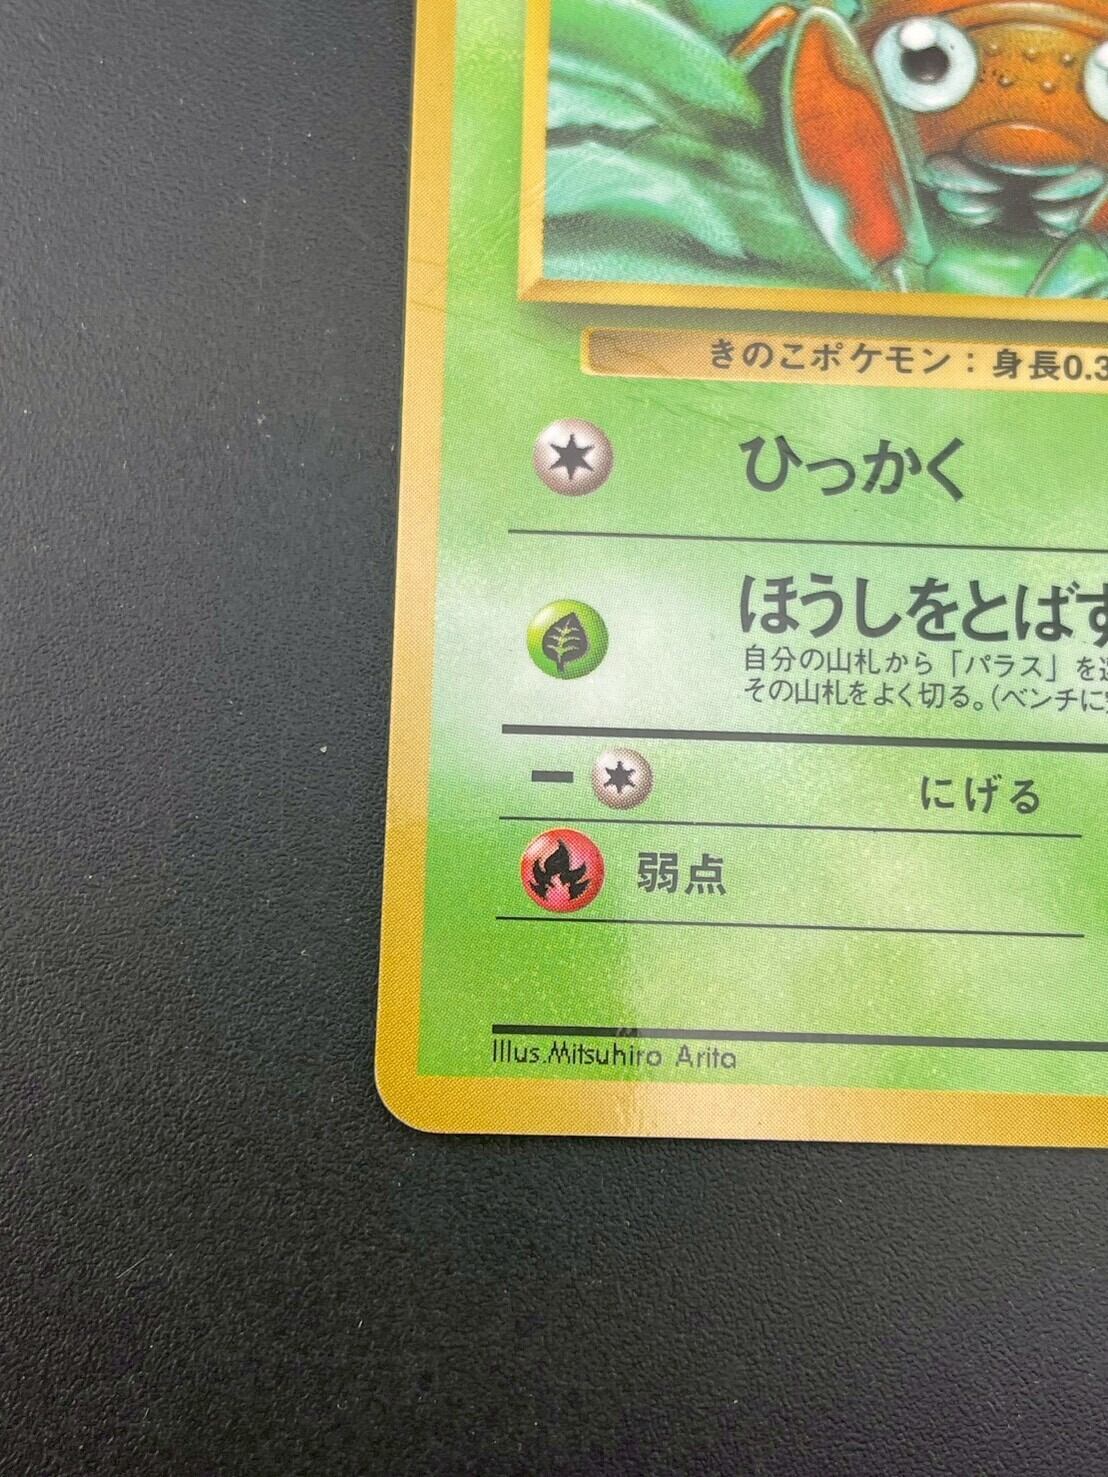 きのこポケモン：身長0.3
ひっかく
ほうしをとばす
自分の山札から「パラス」を
その山札をよく切る。（ベンチに
にげる
弱点
Illus.Mitsuhiro Arita